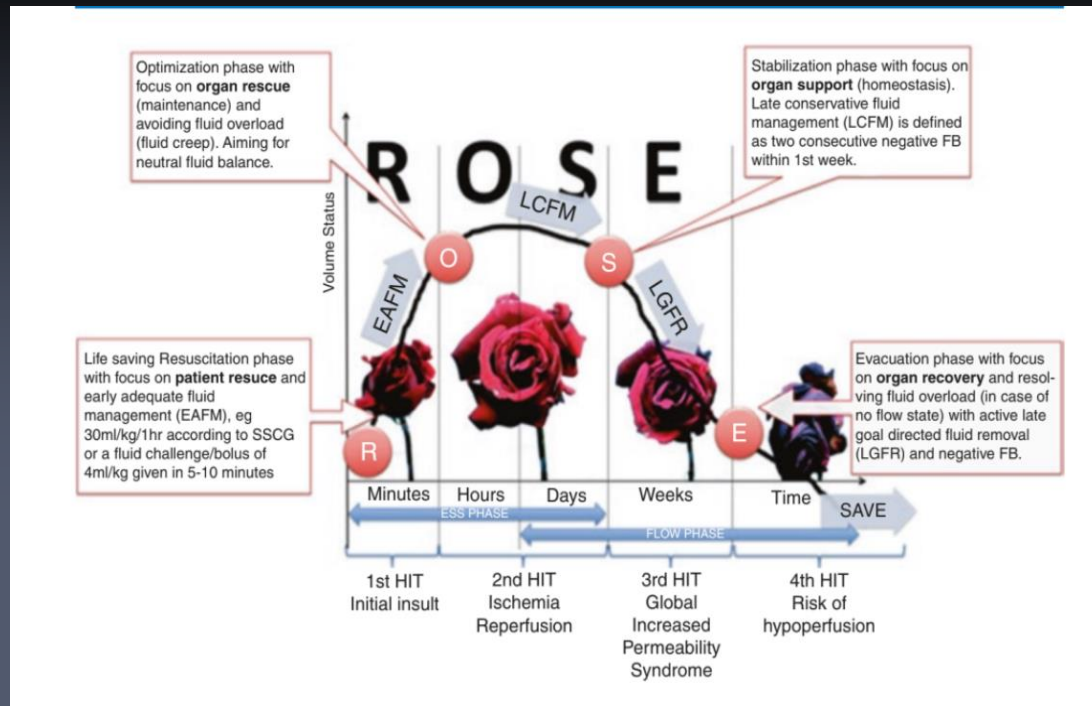 Optimization phase with
focus on organ rescue
(maintenance) and
avoiding fluid overload
(fluid creep). Aiming for
neutral fluid balance.
Stabilization phase with focus on
organ support (homeostasis).
Late conservative fluid
management (LCFM) is defined
as two consecutive negative FB
within 1st week.
R O S E
Volume Status
LCFM
O
S
EAFM
LGFR
Life saving Resuscitation phase
with focus on patient resuce and
early adequate fluid
management (EAFM), eg
30ml/kg/1hr according to SSCG
or a fluid challenge/bolus of
4ml/kg given in 5-10 minutes
Evacuation phase with focus
on organ recovery and resol-
ving fluid overload (in case of
no flow state) with active late
goal directed fluid removal
(LGFR) and negative FB.
R
E
Minutes
Hours
Days
Weeks
Time
SAVE
ESS PHASE
FLOW PHASE
1st HIT
Initial insult
2nd HIT
Ischemia
Reperfusion
3rd HIT
Global
Increased
Permeability
Syndrome
4th HIT
Risk of
hypoperfusion